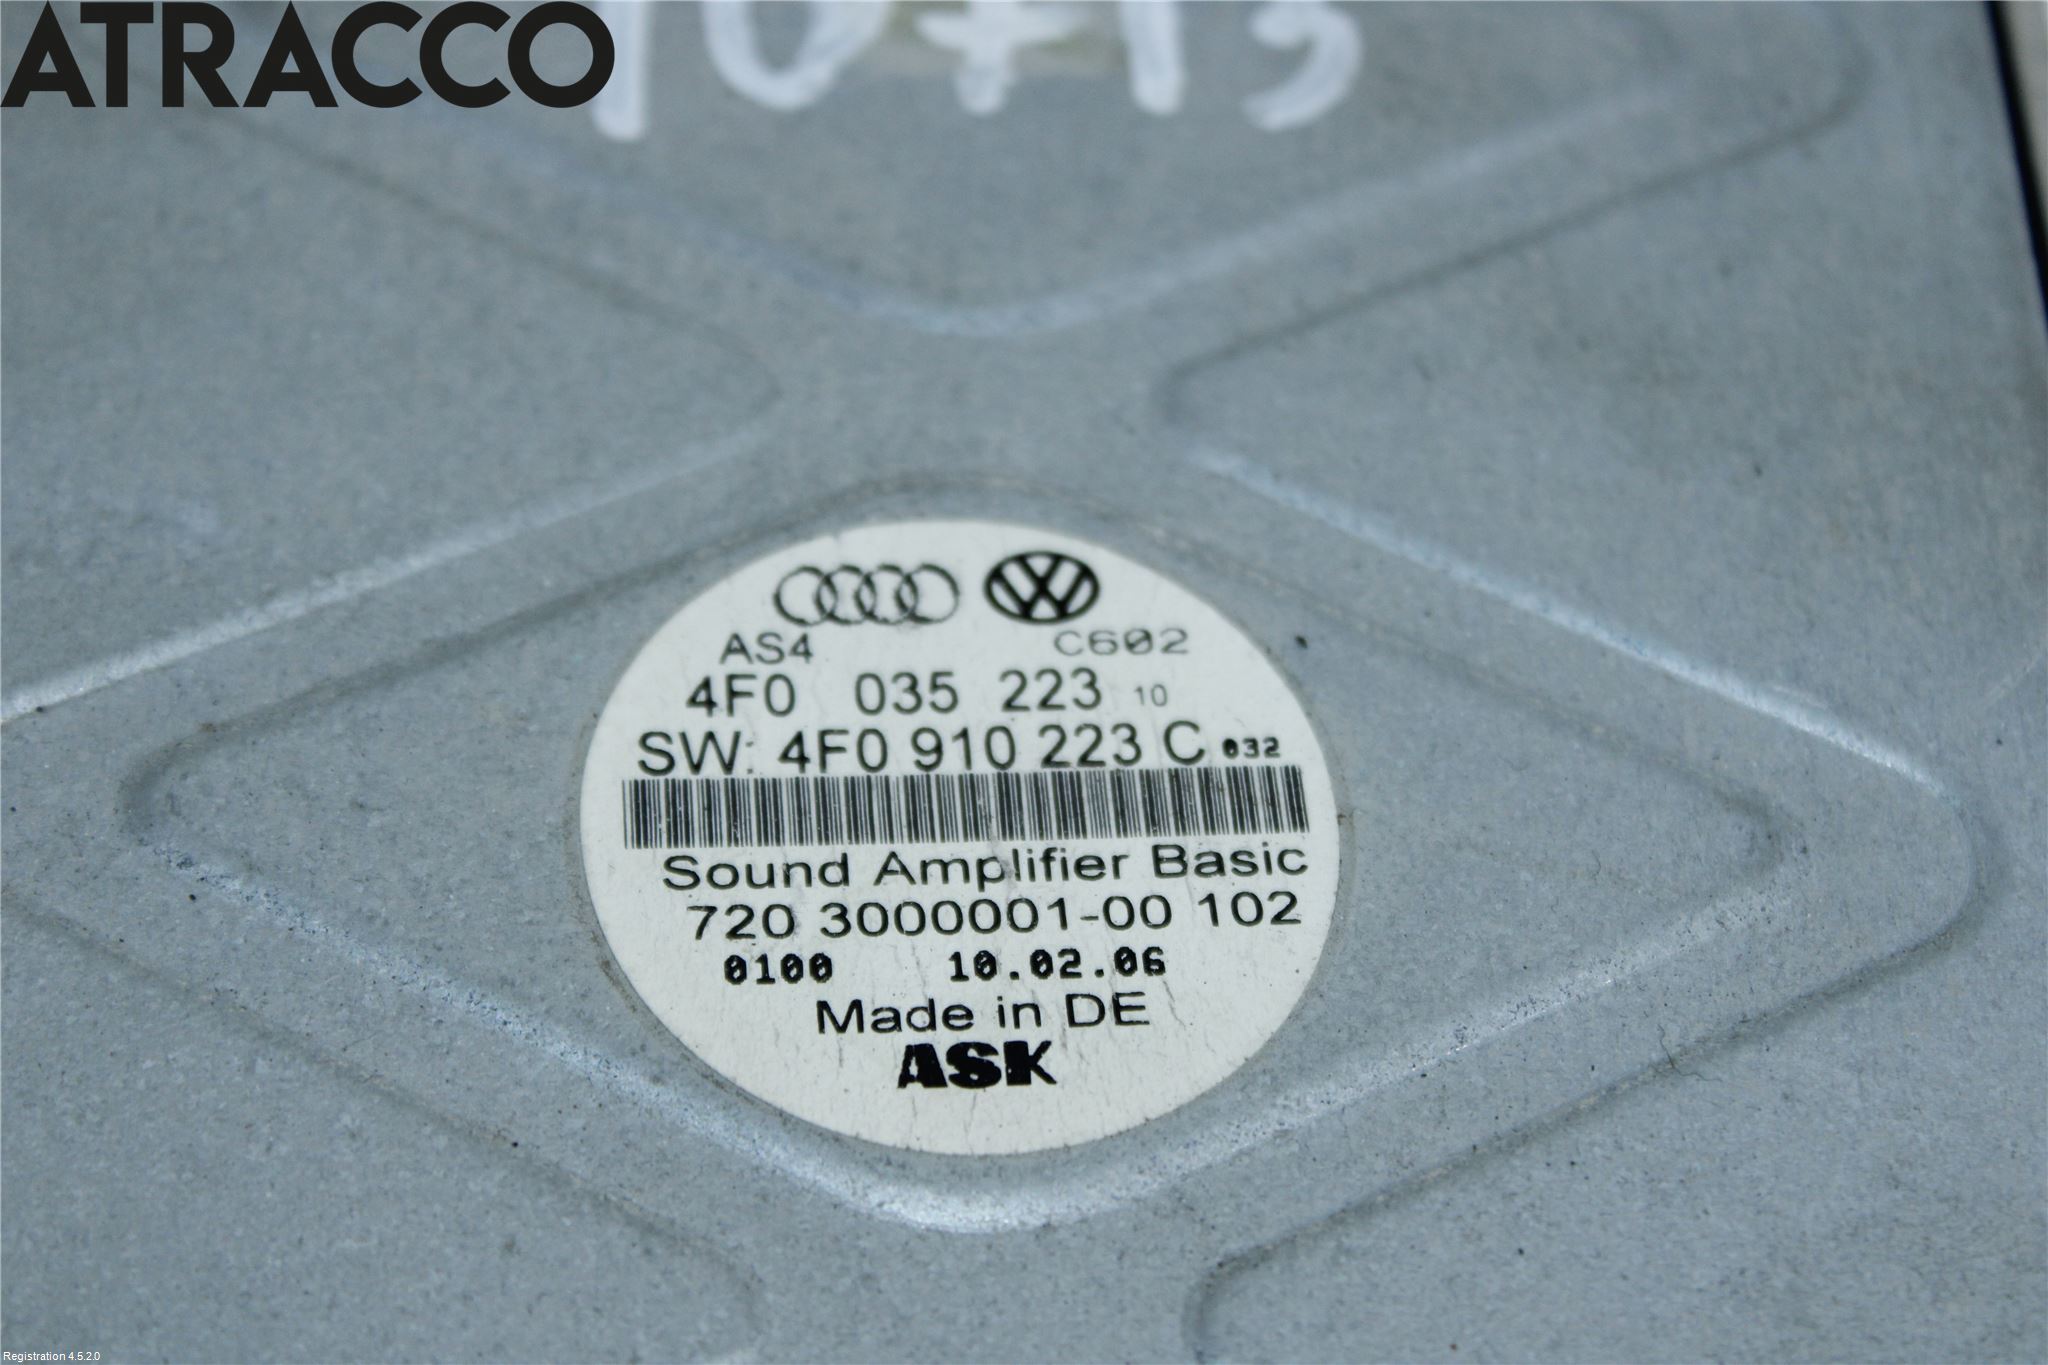 ATRACCO
AS4 C602
4F0 035 223 10
SW: 4F0 910 223 C 032
Sound Amplifier Basic
720 3000001-00 102
0100 10.02.06
Made in DE
ASK
Registration 4.5.2.0